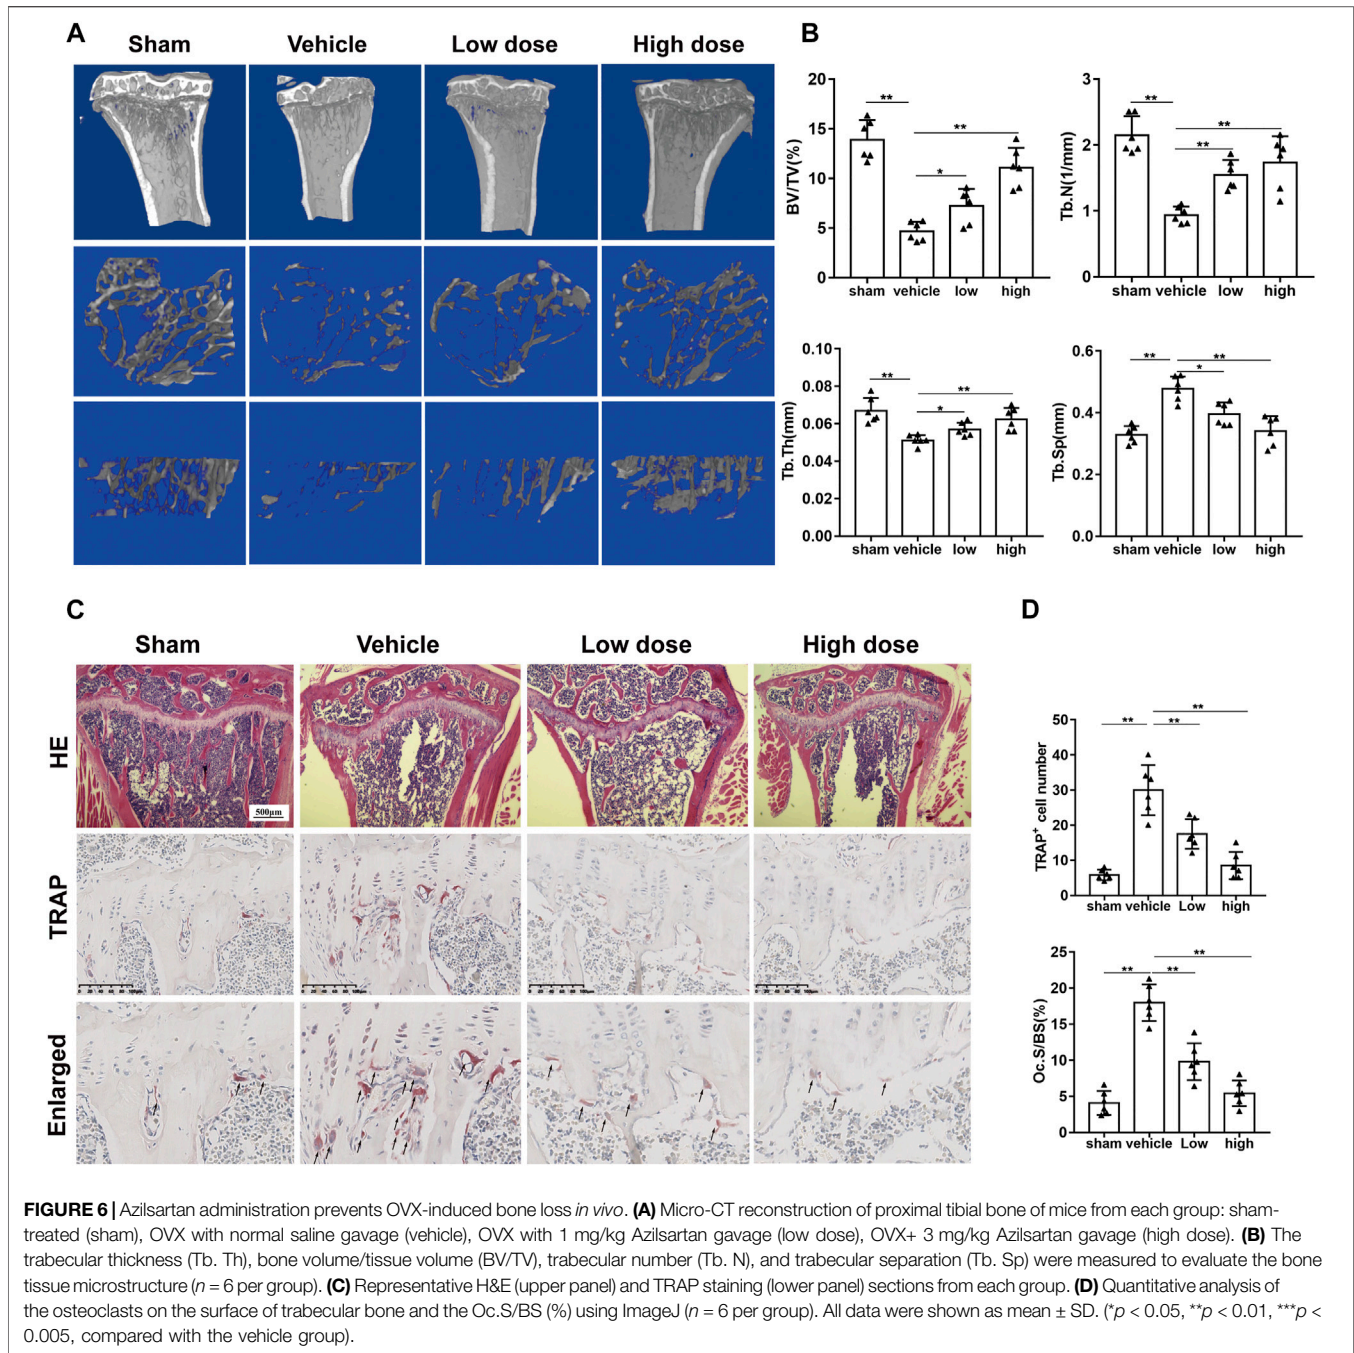 A
Sham
Vehicle
Low dose
High dose
B
20
15
10
5
0
BV/TV(%)
**
*
**
sham vehicle low high
3
2
1
0
Tb.N(1/mm)
**
**
**
sham vehicle low high
0.10
0.08
0.06
0.04
0.02
0.00
Tb.Th(mm)
**
*
**
sham vehicle low high
0.6
0.4
0.2
0.0
Tb.Sp(mm)
**
*
**
sham vehicle low high
C
Sham
Vehicle
Low dose
High dose
HE
500μm
TRAP
0 20 40 60 80 100μm
Enlarged
D
50
40
30
20
10
0
TRAP+ cell number
**
**
**
sham vehicle Low high
25
20
15
10
5
0
Oc.S/BS(%)
**
**
**
sham vehicle Low high
FIGURE 6 | Azilsartan administration prevents OVX-induced bone loss in vivo. (A) Micro-CT reconstruction of proximal tibial bone of mice from each group: sham-
treated (sham), OVX with normal saline gavage (vehicle), OVX with 1 mg/kg Azilsartan gavage (low dose), OVX+ 3 mg/kg Azilsartan gavage (high dose). (B) The
trabecular thickness (Tb. Th), bone volume/tissue volume (BV/TV), trabecular number (Tb. N), and trabecular separation (Tb. Sp) were measured to evaluate the bone
tissue microstructure (n = 6 per group). (C) Representative H&E (upper panel) and TRAP staining (lower panel) sections from each group. (D) Quantitative analysis of
the osteoclasts on the surface of trabecular bone and the Oc.S/BS (%) using ImageJ (n = 6 per group). All data were shown as mean ± SD. (*p < 0.05, **p < 0.01, ***p <
0.005, compared with the vehicle group).